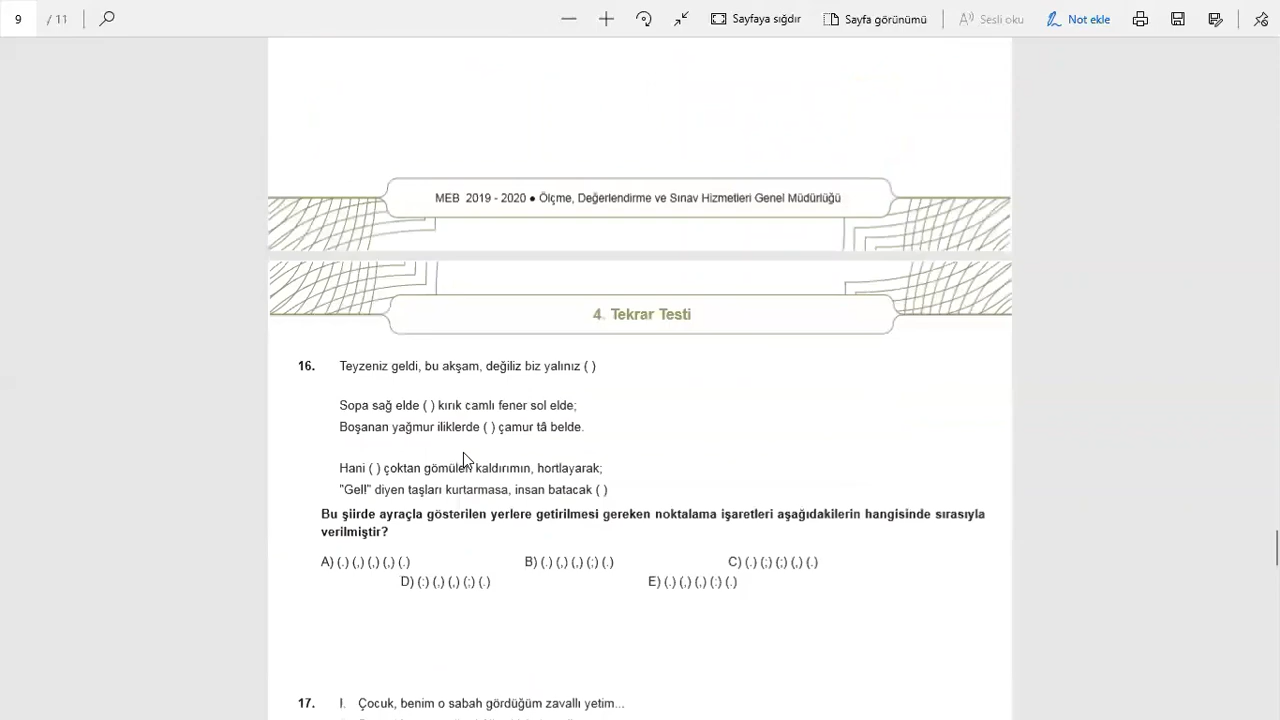 9 / 11 Sayfaya sığdır Sayfa görünümü Sesli oku Not ekle
MEB 2019 - 2020 ● Ölçme, Değerlendirme ve Sınav Hizmetleri Genel Müdürlüğü
4. Tekrar Testi
16. Teyzeniz geldi, bu akşam, değiliz biz yalınız ( )
Sopa sağ elde ( ) kırık camlı fener sol elde;
Boşanan yağmur iliklerde ( ) çamur tâ belde.
Hani ( ) çoktan gömülen kaldırımın, hortlayarak;
"Gel!" diyen taşları kurtarmasa, insan batacak ( )
Bu şiirde ayraçla gösterilen yerlere getirilmesi gereken noktalama işaretleri aşağıdakilerin hangisinde sırasıyla
verilmiştir?
A) (.) (,) (,) (,) (.) B) (.) (,) (,) (;) (.) C) (.) (;) (;) (,) (.)
D) (:) (,) (,) (;) (.) E) (.) (,) (,) (:) (.)
17. I. Çocuk, benim o sabah gördüğüm zavallı yetim...